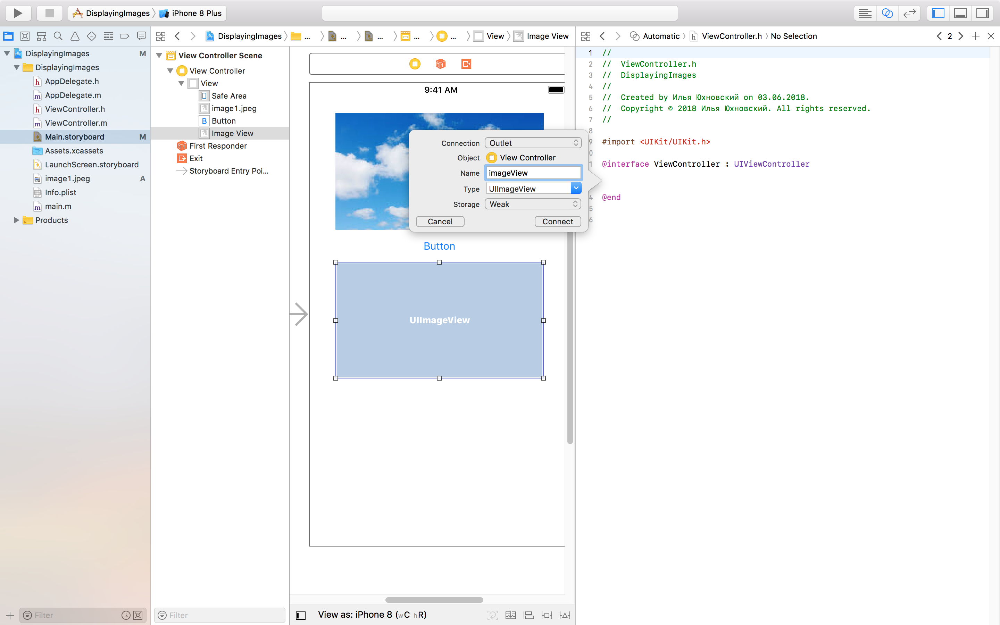 DisplayingImages
iPhone 8 Plus
DisplayingImages
...
...
...
...
...
View
Image View
Automatic
ViewController.h
No Selection
2
DisplayingImages
M
DisplayingImages
AppDelegate.h
AppDelegate.m
ViewController.h
ViewController.m
Main.storyboard
M
Assets.xcassets
LaunchScreen.storyboard
image1.jpeg
A
Info.plist
main.m
Products
Filter
View Controller Scene
View Controller
View
Safe Area
image1.jpeg
Button
Image View
First Responder
Exit
Storyboard Entry Poi...
Filter
9:41 AM
Connection
Outlet
Object
View Controller
Name
imageView
Type
UIImageView
Storage
Weak
Cancel
Connect
Button
UIImageView
View as: iPhone 8 (wC hR)
1 //
2 //  ViewController.h
3 //  DisplayingImages
4 //
5 //  Created by Илья Юхновский on 03.06.2018.
6 //  Copyright © 2018 Илья Юхновский. All rights reserved.
7 //
8
9 #import <UIKit/UIKit.h>
0
1 @interface ViewController : UIViewController
4 @end
5
6